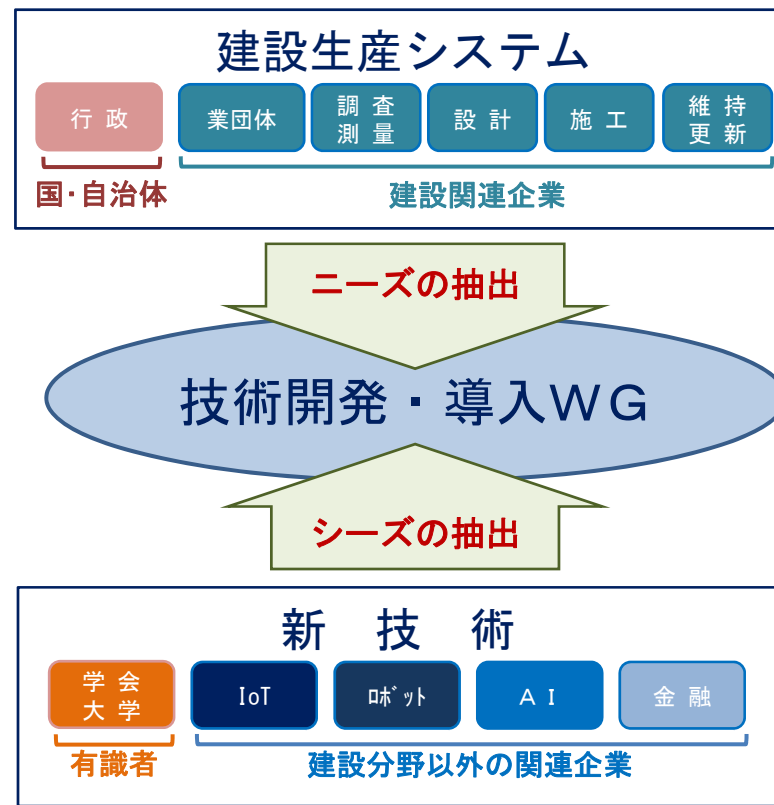 建設生産システム
行政
業団体
調査
測量
設計
施工
維持
更新
国・自治体
建設関連企業
ニーズの抽出
技術開発・導入WG
シーズの抽出
新技術
学会
大学
IoT
ロボット
AI
金融
有識者
建設分野以外の関連企業